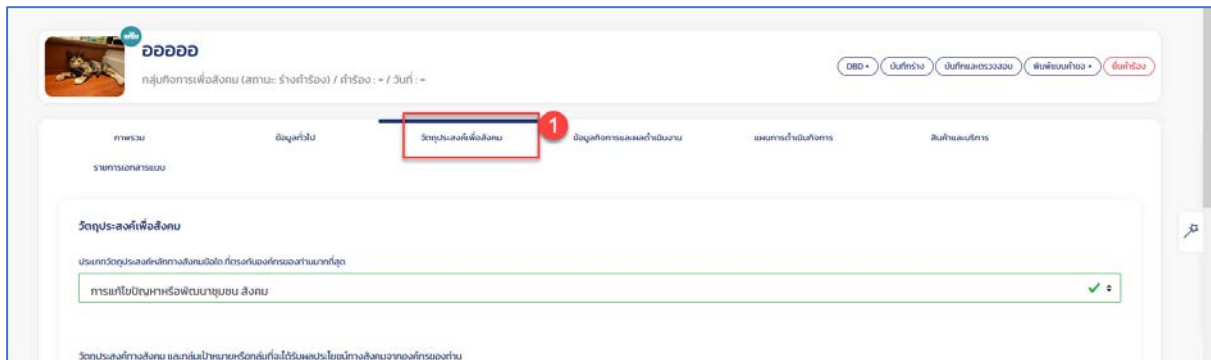 อออออ
กลุ่มกิจการเพื่อสังคม (สถานะ: ร่างคำร้อง) / คำร้อง : - / วันที่ : -
DBD บันทึกร่าง บันทึกและตรวจสอบ พิมพ์แบบคำขอ ยื่นคำร้อง
ภาพรวม ข้อมูลทั่วไป วัตถุประสงค์เพื่อสังคม 1 ข้อมูลกิจการและผลดำเนินงาน แผนการดำเนินกิจการ สินค้าและบริการ
รายการเอกสารแนบ
วัตถุประสงค์เพื่อสังคม
ประเภทวัตถุประสงค์หลักทางสังคมข้อใด ที่ตรงกับองค์กรของท่านมากที่สุด
การแก้ไขปัญหาหรือพัฒนาชุมชน สังคม
วัตถุประสงค์ทางสังคม และกลุ่มเป้าหมายหรือกลุ่มที่จะได้รับผลประโยชน์ทางสังคมจากองค์กรของท่าน